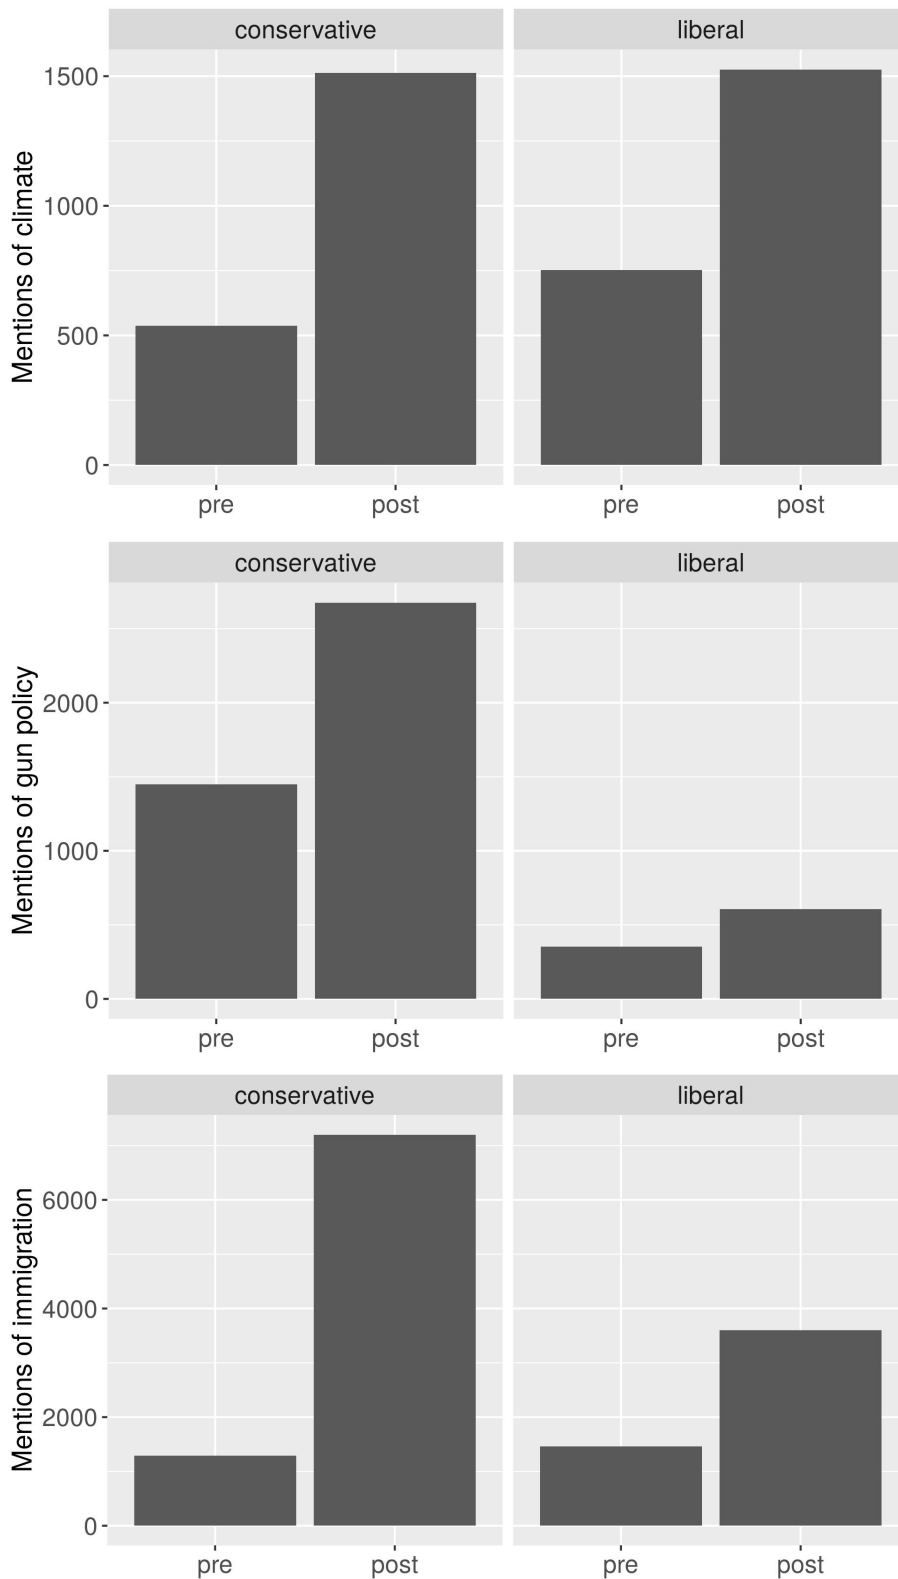 conservative liberal
Mentions of climate
1500
1000
500
0
pre post pre post
conservative liberal
Mentions of gun policy
2000
1000
0
pre post pre post
conservative liberal
Mentions of immigration
6000
4000
2000
0
pre post pre post